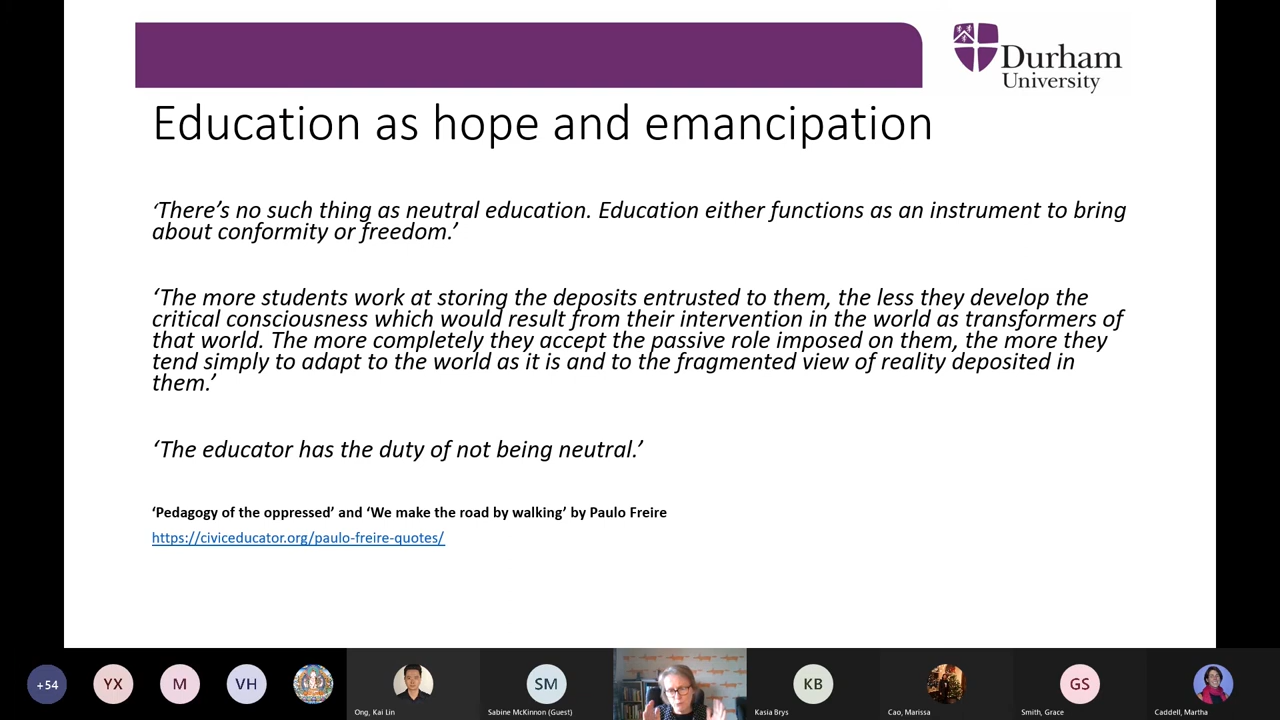 Durham
University
Education as hope and emancipation
‘There’s no such thing as neutral education. Education either functions as an instrument to bring
about conformity or freedom.’
‘The more students work at storing the deposits entrusted to them, the less they develop the
critical consciousness which would result from their intervention in the world as transformers of
that world. The more completely they accept the passive role imposed on them, the more they
tend simply to adapt to the world as it is and to the fragmented view of reality deposited in
them.’
‘The educator has the duty of not being neutral.’
‘Pedagogy of the oppressed’ and ‘We make the road by walking’ by Paulo Freire
https://civiceducator.org/paulo-freire-quotes/
+54
YX
M
VH
SM
KB
GS
Ong, Kai Lin
Sabine McKinnon (Guest)
Kasia Brys
Cao, Marissa
Smith, Grace
Caddell, Martha